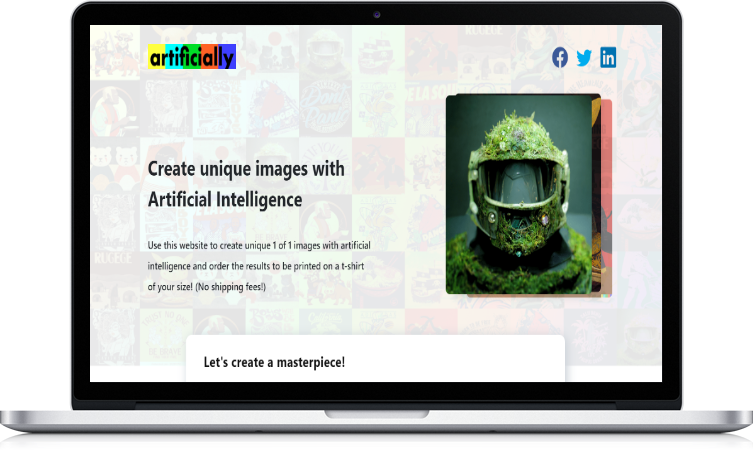 artificially
Create unique images with
Artificial Intelligence
Use this website to create unique 1 of 1 images with artificial
intelligence and order the results to be printed on a t-shirt
of your size! (No shipping fees!)
Let's create a masterpiece!